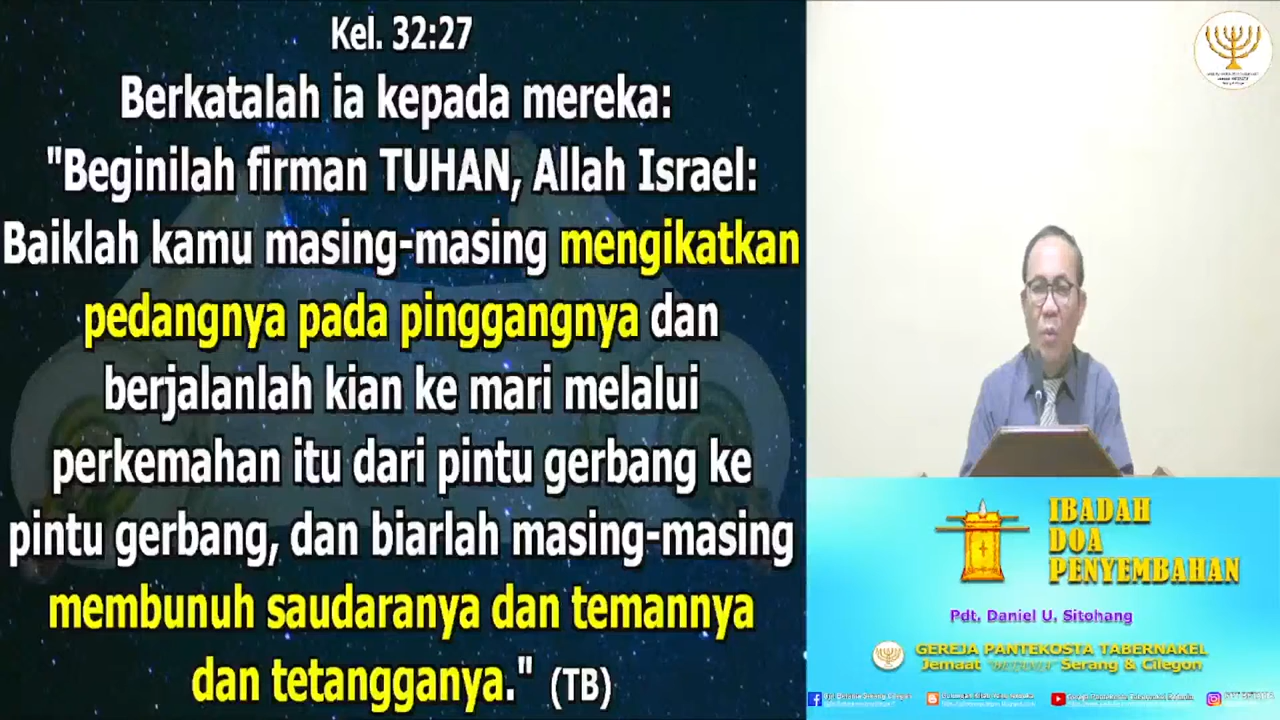 Kel. 32:27
Berkatalah ia kepada mereka:
"Beginilah firman TUHAN, Allah Israel:
Baiklah kamu masing-masing mengikatkan
pedangnya pada pinggangnya dan
berjalanlah kian ke mari melalui
perkemahan itu dari pintu gerbang ke
pintu gerbang, dan biarlah masing-masing
membunuh saudaranya dan temannya
dan tetangganya." (TB)
IBADAH
DOA
PENYEMBAHAN
Pdt. Daniel U. Sitohang
GEREJA PANTEKOSTA TABERNAKEL
Jemaat "BETANIA" Serang & Cilegon